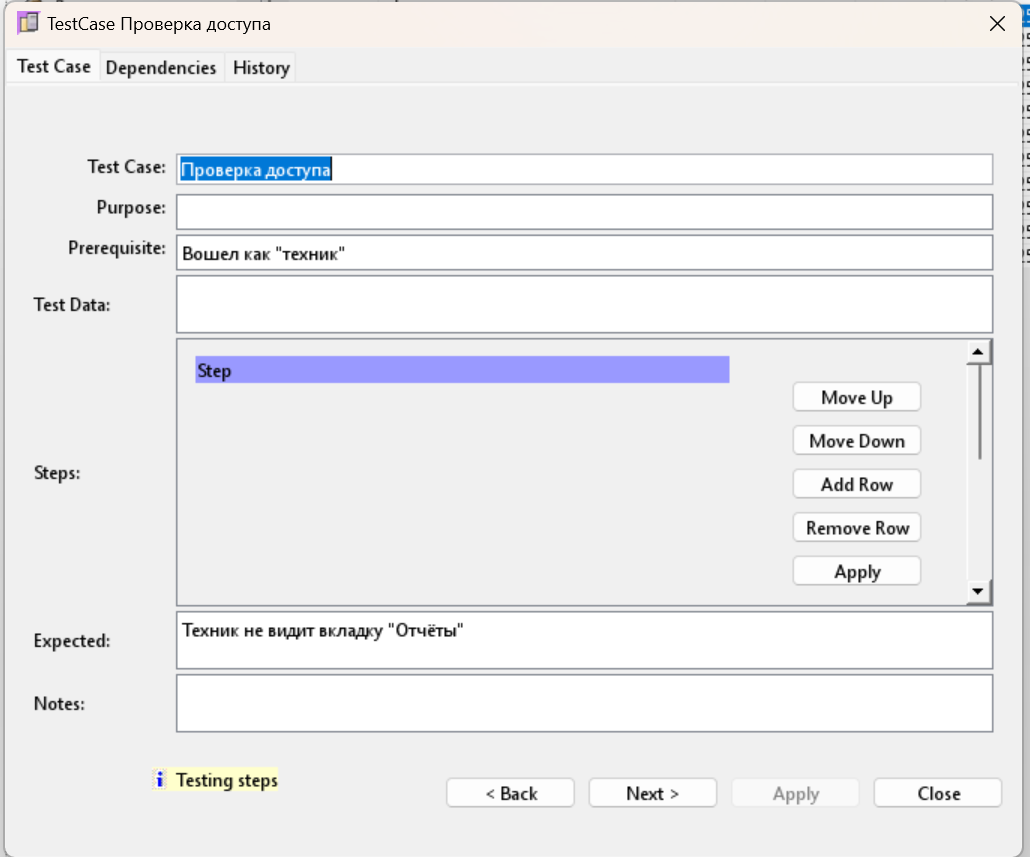 TestCase Проверка доступа
Test Case Dependencies History
Test Case: Проверка доступа
Purpose:
Prerequisite: Вошел как "техник"
Test Data:
Step
Move Up
Move Down
Add Row
Remove Row
Apply
Steps:
Expected: Техник не видит вкладку "Отчёты"
Notes:
i Testing steps
< Back Next > Apply Close